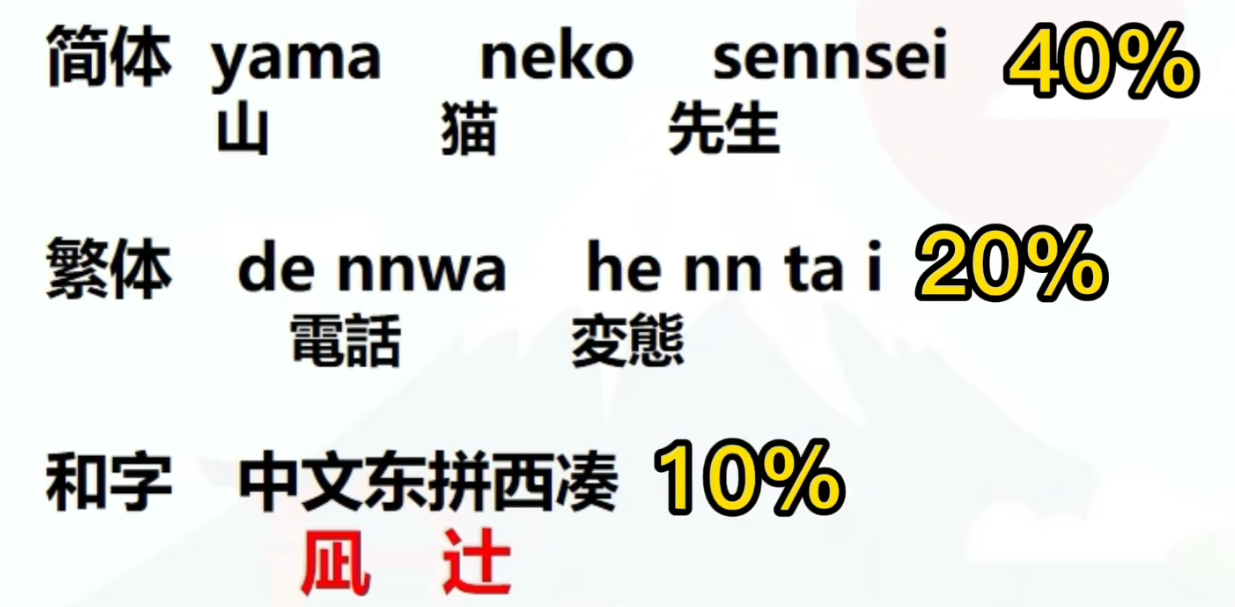 简体 yama neko sennsei 40%
山 猫 先生
繁体 de nnwa he nn ta i 20%
電話 変態
和字 中文东拼西凑 10%
凪 辻